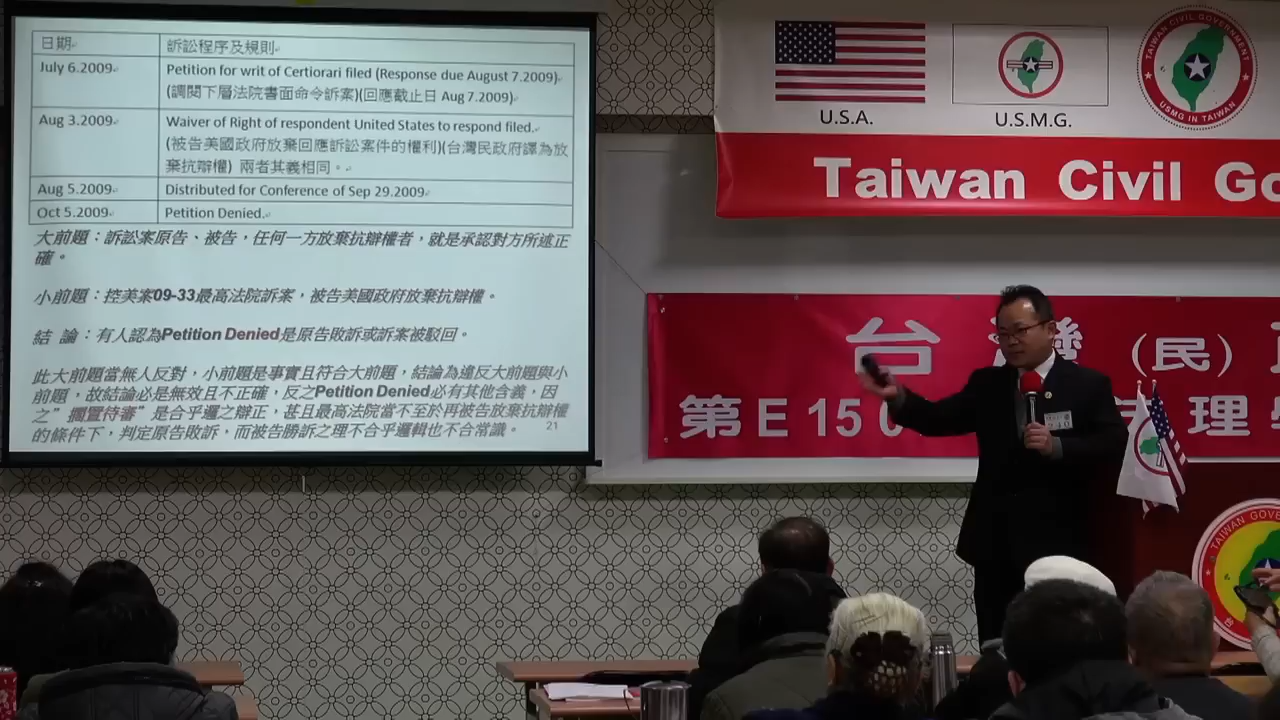 日期
訴訟程序及規則
July 6.2009
Petition for writ of Certiorari filed (Response due August 7.2009)
(調閱下層法院書面命令訴案)(回應截止日 Aug 7.2009)
Aug 3.2009
Waiver of Right of respondent United States to respond filed.
(被告美國政府放棄回應訴訟案件的權利)(台灣民政府譯為放
棄抗辯權) 兩者其義相同。
Aug 5.2009
Distributed for Conference of Sep 29.2009
Oct 5.2009
Petition Denied.
大前題：訴訟案原告、被告，任何一方放棄抗辯權者，就是承認對方所述正
確。
小前題：控美案09-33最高法院訴案，被告美國政府放棄抗辯權。
結 論：有人認為Petition Denied是原告敗訴或訴案被駁回。
此大前題當無人反對，小前題是事實且符合大前題，結論為違反大前題與小
前題，故結論必是無效且不正確，反之Petition Denied必有其他含義，因
之”擱置待審”是合乎邏之辯正，甚且最高法院當不至於再被告放棄抗辯權
的條件下，判定原告敗訴，而被告勝訴之理不合乎邏輯也不合常識。
21
U.S.A.
U.S.M.G.
TAIWAN CIVIL GOVERNMENT
USMG IN TAIWAN
Taiwan Civil Go
台灣(民)
第E150
理
240
TAIWAN GOVE